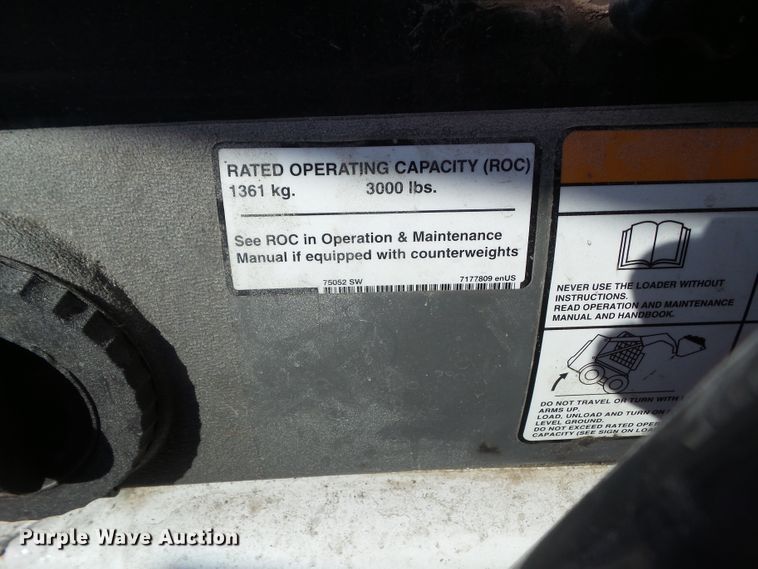 RATED OPERATING CAPACITY (ROC)
1361 kg. 3000 lbs.
See ROC in Operation & Maintenance
Manual if equipped with counterweights
75052 SW 7177809 enUS
NEVER USE THE LOADER WITHOUT
INSTRUCTIONS.
READ OPERATION AND MAINTENANCE
MANUAL AND HANDBOOK.
DO NOT TRAVEL OR TURN WITH
ARMS UP.
LOAD, UNLOAD AND TURN ON
LEVEL GROUND.
DO NOT EXCEED RATED
CAPACITY (SEE SIGN ON
Purple Wave Auction